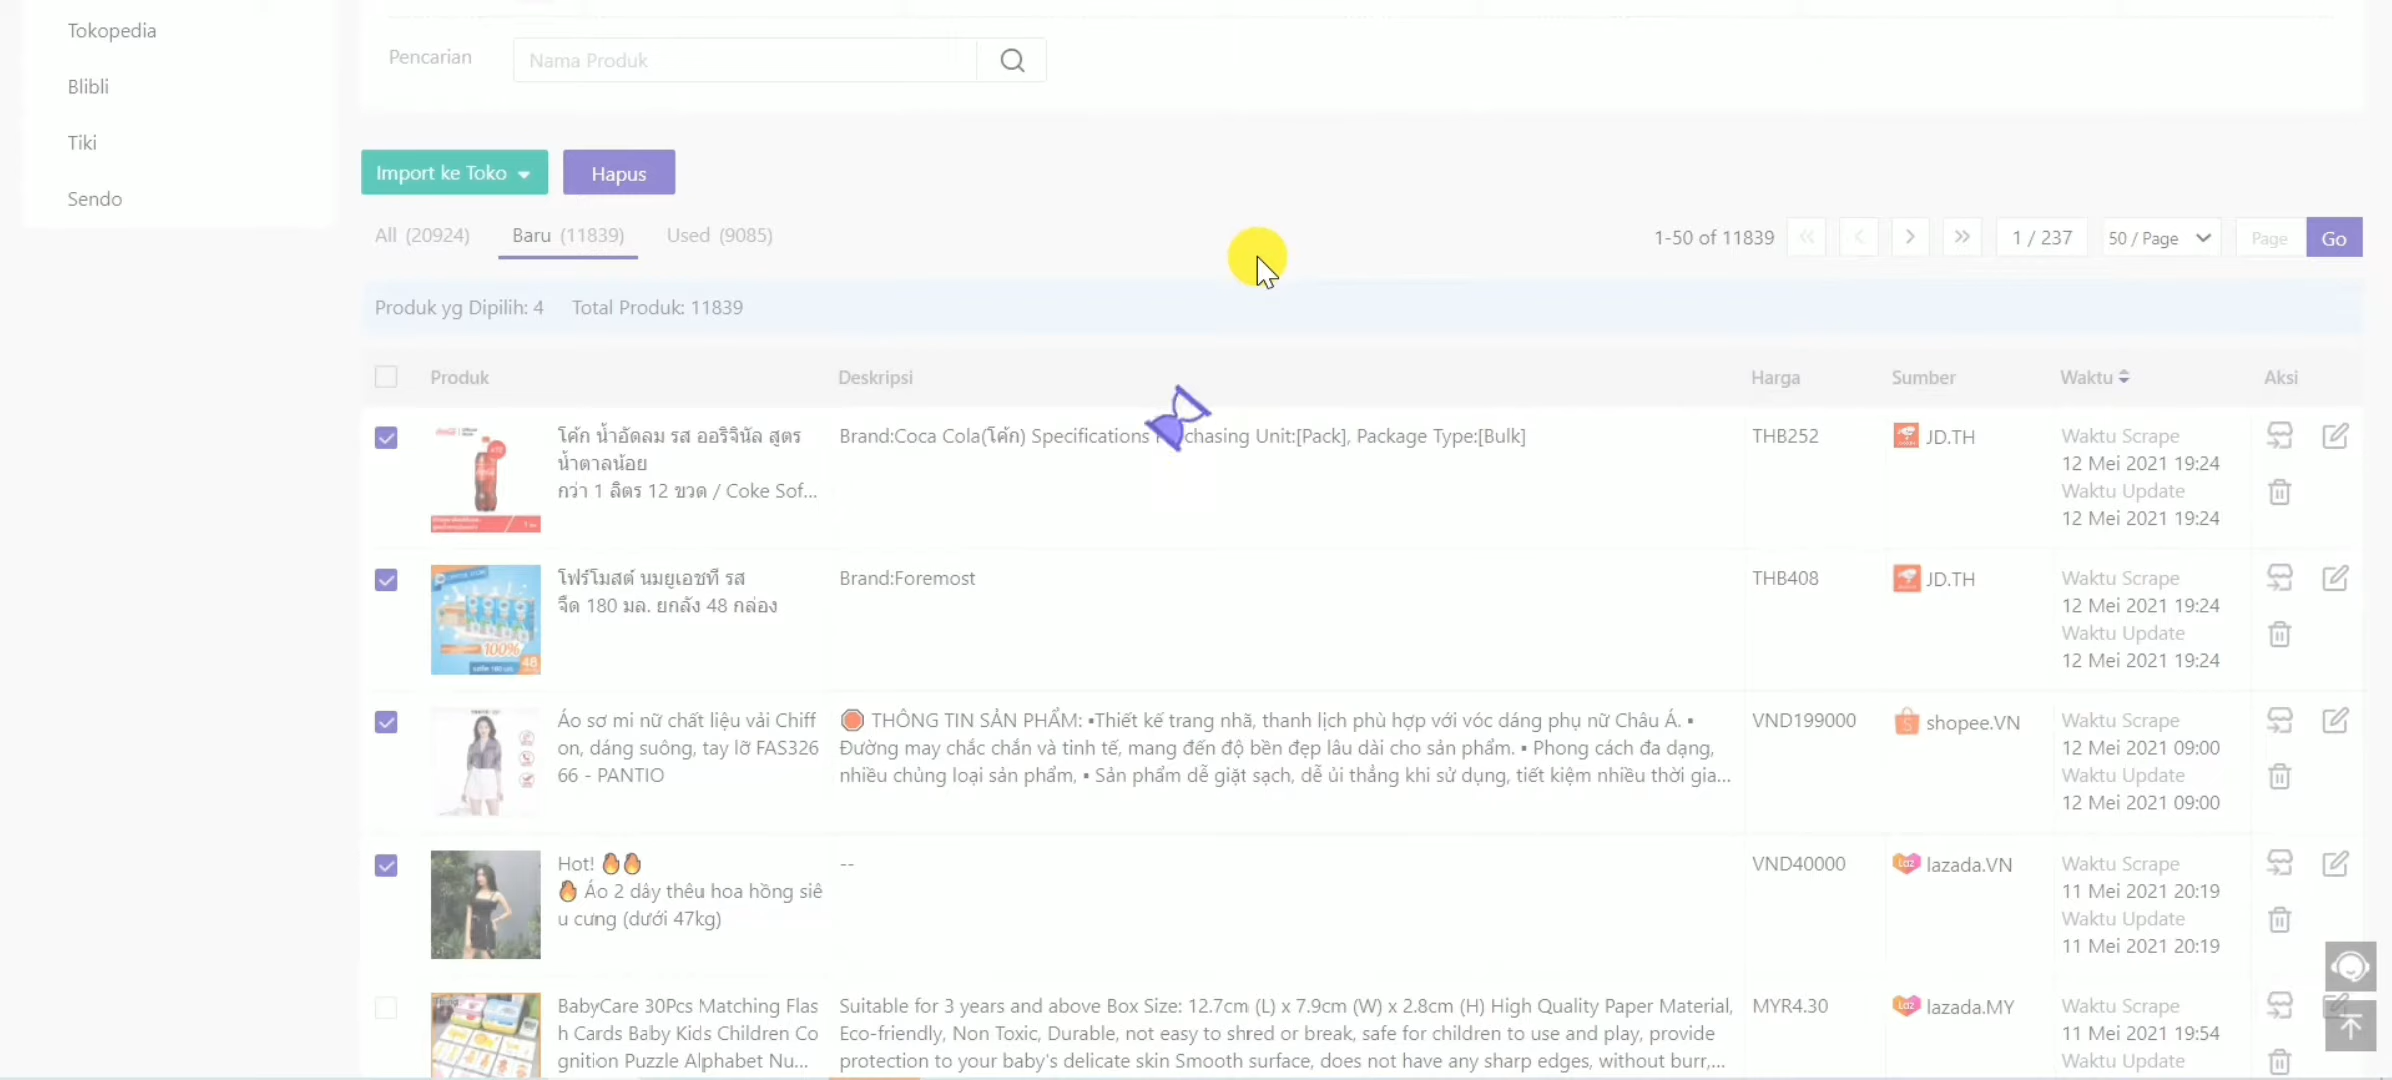 Tokopedia
Blibli
Tiki
Sendo
Pencarian
Nama Produk
Import ke Toko
Hapus
All (20924)
Baru (11839)
Used (9085)
1-50 of 11839
1 / 237
50 / Page
Page
Go
Produk yg Dipilih: 4
Total Produk: 11839
Produk
Deskripsi
Harga
Sumber
Waktu
Aksi
โค้ก น้ำอัดลม รส ออริจินัล สูตร
น้ำตาลน้อย
กว่า 1 ลิตร 12 ขวด / Coke Sof...
Brand:Coca Cola(โค้ก) Specifications Purchasing Unit:[Pack], Package Type:[Bulk]
THB252
JD.TH
Waktu Scrape
12 Mei 2021 19:24
Waktu Update
12 Mei 2021 19:24
โฟร์โมสต์ นมยูเอชที รส
จืด 180 มล. ยกลัง 48 กล่อง
100%
48
Brand:Foremost
THB408
JD.TH
Waktu Scrape
12 Mei 2021 19:24
Waktu Update
12 Mei 2021 19:24
Áo sơ mi nữ chất liệu vải Chiff
on, dáng suông, tay lỡ FAS326
66 - PANTIO
THÔNG TIN SẢN PHẨM: ▪Thiết kế trang nhã, thanh lịch phù hợp với vóc dáng phụ nữ Châu Á. ▪
Đường may chắc chắn và tinh tế, mang đến độ bền đẹp lâu dài cho sản phẩm. ▪ Phong cách đa dạng,
nhiều chủng loại sản phẩm, ▪ Sản phẩm dễ giặt sạch, dễ ủi thẳng khi sử dụng, tiết kiệm nhiều thời gia...
VND199000
shopee.VN
Waktu Scrape
12 Mei 2021 09:00
Waktu Update
12 Mei 2021 09:00
Hot! 🔥🔥
🔥 Áo 2 dây thêu hoa hồng siê
u cưng (dưới 47kg)
--
VND40000
Laz
lazada.VN
Waktu Scrape
11 Mei 2021 20:19
Waktu Update
11 Mei 2021 20:19
BabyCare 30Pcs Matching Flas
h Cards Baby Kids Children Co
gnition Puzzle Alphabet Nu...
Suitable for 3 years and above Box Size: 12.7cm (L) x 7.9cm (W) x 2.8cm (H) High Quality Paper Material,
Eco-friendly, Non Toxic, Durable, not easy to shred or break, safe for children to use and play, provide
protection to your baby's delicate skin Smooth surface, does not have any sharp edges, without burr,...
MYR4.30
Laz
lazada.MY
Waktu Scrape
11 Mei 2021 19:54
Waktu Update